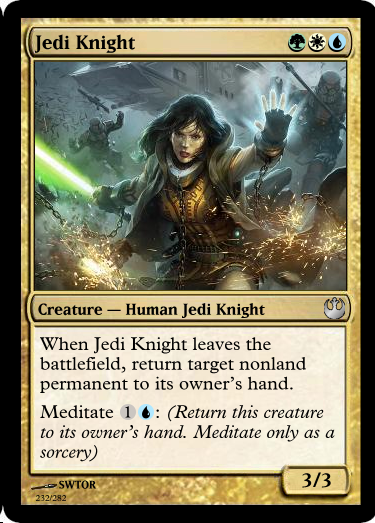 Jedi Knight
Creature — Human Jedi Knight
When Jedi Knight leaves the
battlefield, return target nonland
permanent to its owner's hand.
Meditate 1: (Return this creature
to its owner's hand. Meditate only as a
sorcery)
3/3
SWTOR
232/282